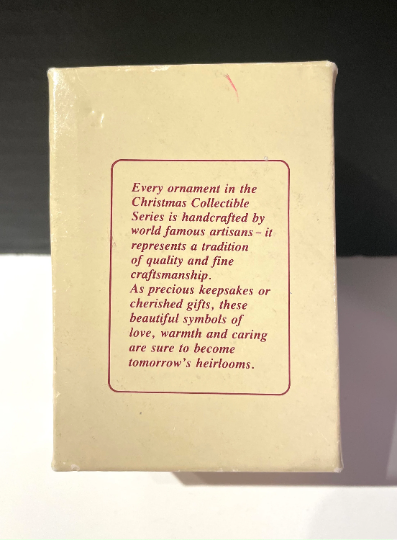 Every ornament in the
Christmas Collectible
Series is handcrafted by
world famous artisans – it
represents a tradition
of quality and fine
craftsmanship.
As precious keepsakes or
cherished gifts, these
beautiful symbols of
love, warmth and caring
are sure to become
tomorrow's heirlooms.